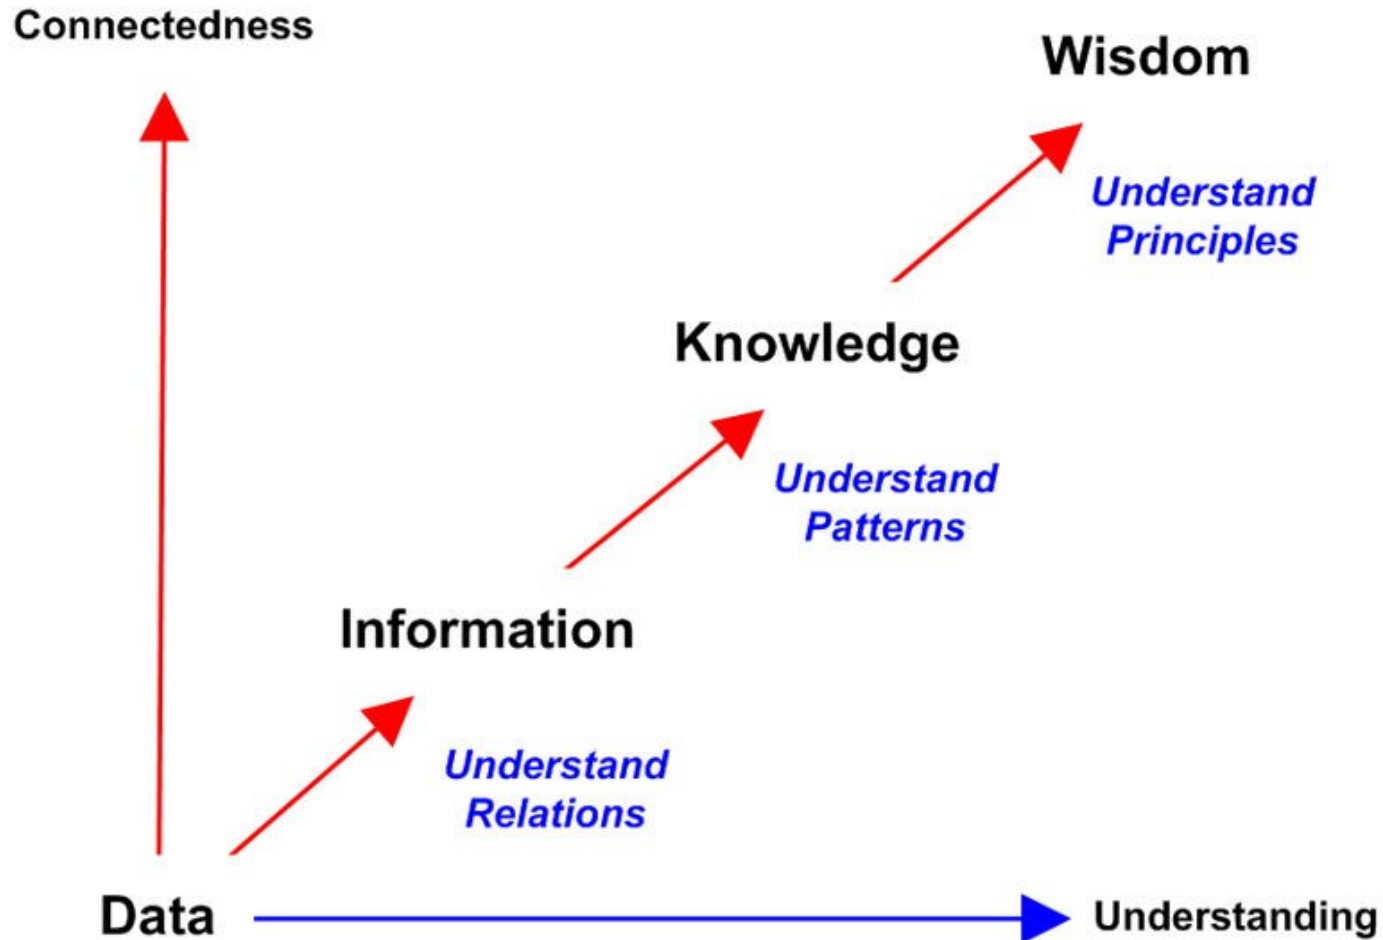 Connectedness
Wisdom
Understand
Principles
Knowledge
Understand
Patterns
Information
Understand
Relations
Data
Understanding